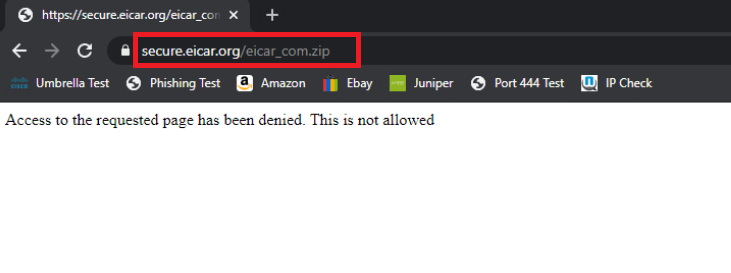 https://secure.eicar.org/eicar_con
secure.eicar.org/eicar_com.zip
Umbrella Test Phishing Test Amazon Ebay Juniper Port 444 Test IP Check
Access to the requested page has been denied. This is not allowed